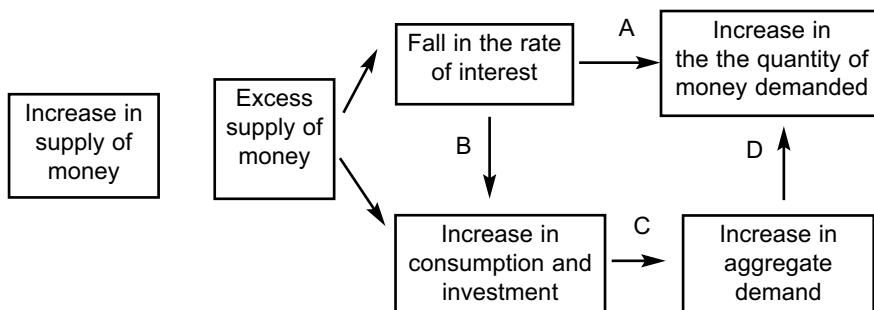 Increase in
supply of
money
Excess
supply of
money
Fall in the rate
of interest
A
Increase in
the the quantity of
money demanded
B
D
Increase in
consumption and
investment
C
Increase in
aggregate
demand